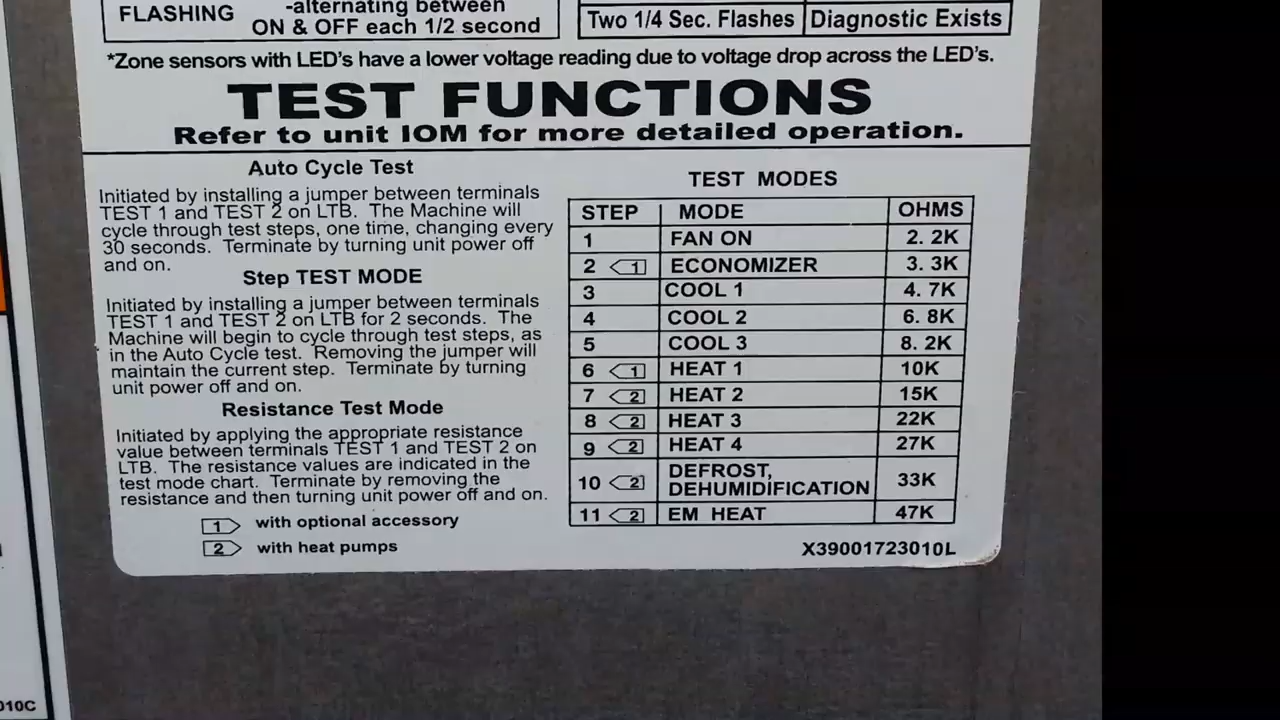 FLASHING
-alternating between
ON & OFF each 1/2 second
Two 1/4 Sec. Flashes Diagnostic Exists
*Zone sensors with LED's have a lower voltage reading due to voltage drop across the LED's.
TEST FUNCTIONS
Refer to unit IOM for more detailed operation.
Auto Cycle Test
Initiated by installing a jumper between terminals
TEST 1 and TEST 2 on LTB. The Machine will
cycle through test steps, one time, changing every
30 seconds. Terminate by turning unit power off
and on.
Step TEST MODE
Initiated by installing a jumper between terminals
TEST 1 and TEST 2 on LTB for 2 seconds. The
Machine will begin to cycle through test steps, as
in the Auto Cycle test. Removing the jumper will
maintain the current step. Terminate by turning
unit power off and on.
Resistance Test Mode
Initiated by applying the appropriate resistance
value between terminals TEST 1 and TEST 2 on
LTB. The resistance values are indicated in the
test mode chart. Terminate by removing the
resistance and then turning unit power off and on.
1 with optional accessory
2 with heat pumps
TEST MODES
STEP MODE OHMS
1 FAN ON 2. 2K
2 1 ECONOMIZER 3. 3K
3 COOL 1 4. 7K
4 COOL 2 6. 8K
5 COOL 3 8. 2K
6 1 HEAT 1 10K
7 2 HEAT 2 15K
8 2 HEAT 3 22K
9 2 HEAT 4 27K
10 2 DEFROST, DEHUMIDIFICATION 33K
11 2 EM HEAT 47K
X39001723010L
010C